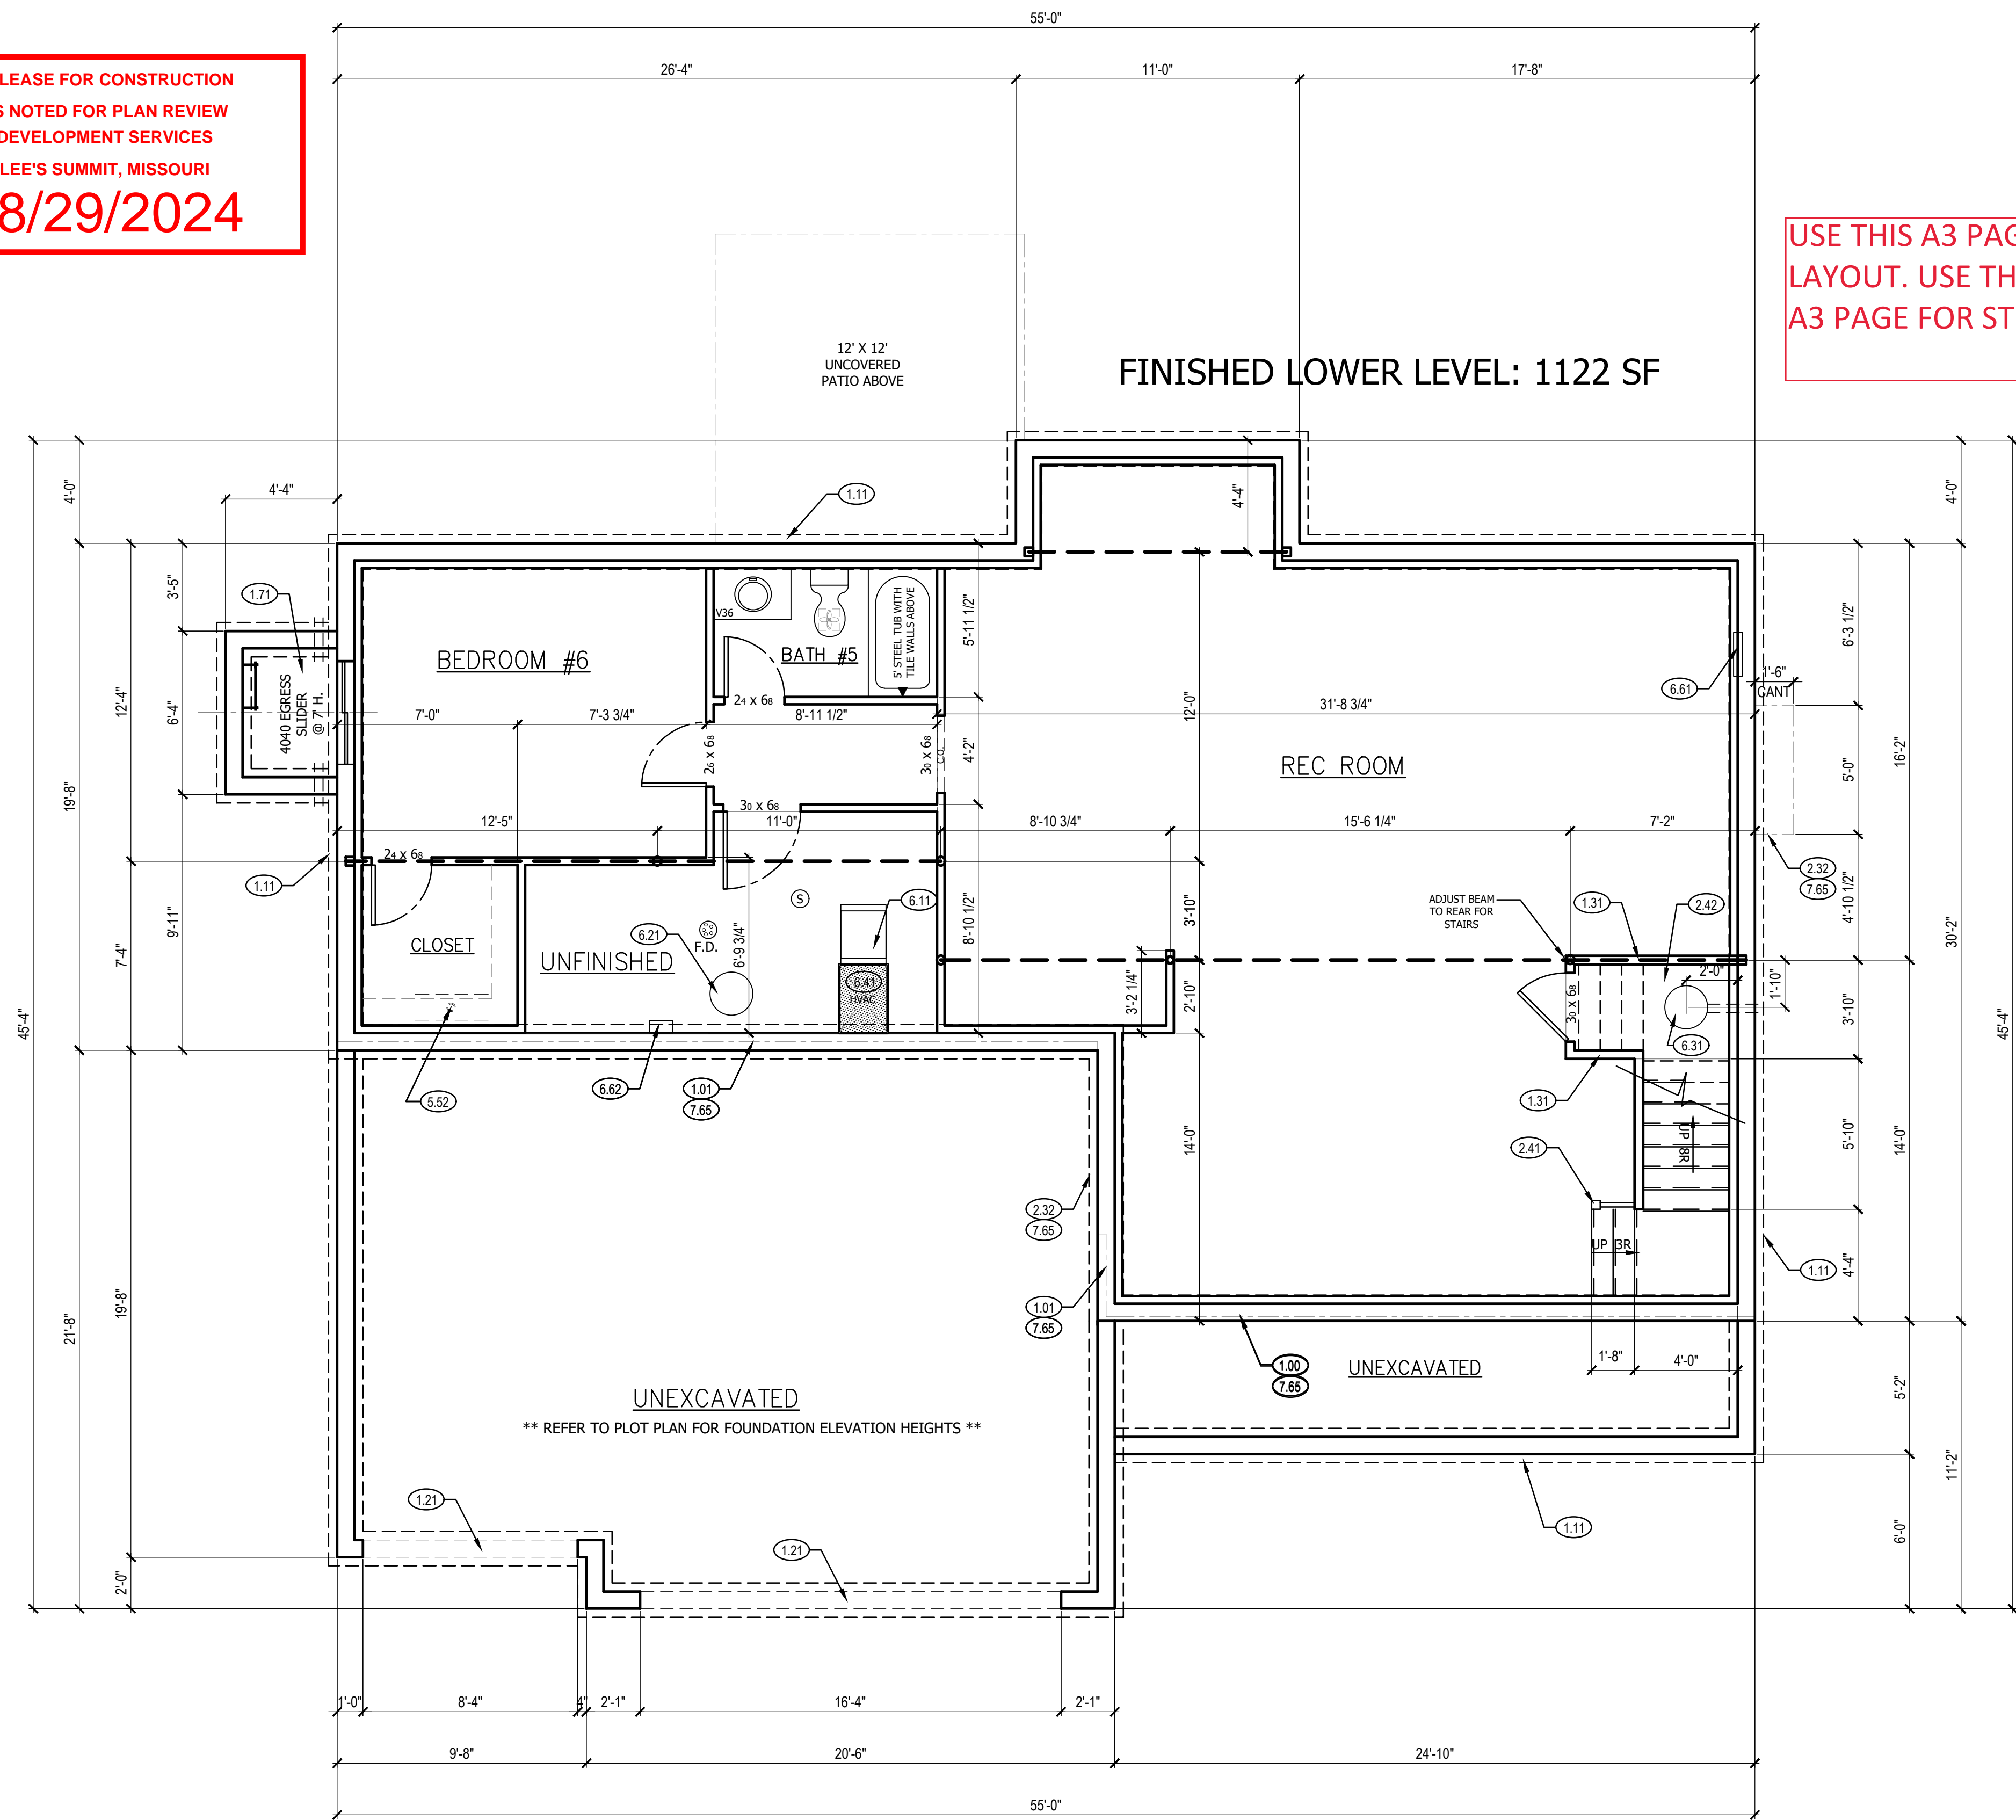 55'-0"
26'-4"
11'-0"
17'-8"
LEASE FOR CONSTRUCTION
S NOTED FOR PLAN REVIEW
DEVELOPMENT SERVICES
LEE'S SUMMIT, MISSOURI
8/29/2024
USE THIS A3 PAG
LAYOUT. USE TH
A3 PAGE FOR ST
12' X 12'
UNCOVERED
PATIO ABOVE
FINISHED LOWER LEVEL: 1122 SF
4'-4"
4'-0"
1.11
4'-4"
4'-0"
3'-5"
1.71
V36
5' STEEL TUB WITH
TILE WALLS ABOVE
5'-11 1/2"
6'-3 1/2"
BEDROOM #6
BATH #5
4040 EGRESS
SLIDER
@ 7' H.
12'-4"
6'-4"
24 x 68
7'-0"
7'-3 3/4"
8'-11 1/2"
12'-0"
31'-8 3/4"
6.61
1'-6"
CANT
26 x 68
30 x 68
C.O.
4'-2"
REC ROOM
5'-0"
16'-2"
19'-8"
30 x 68
12'-5"
11'-0"
8'-10 3/4"
15'-6 1/4"
7'-2"
24 x 68
1.11
S
6.11
2.32
7.65
ADJUST BEAM
TO REAR FOR
STAIRS
1.31
2.42
4'-10 1/2"
30'-2"
9'-11"
7'-4"
CLOSET
UNFINISHED
6.21
F.D.
6'-9 3/4"
8'-10 1/2"
3'-10"
6.41
HVAC
3'-2 1/4"
2'-10"
30 x 68
2'-0"
1'-10"
3'-10"
6.31
45'-4"
45'-4"
5.52
6.62
1.01
7.65
1.31
14'-0"
2.41
UP 8R
5'-10"
14'-0"
2.32
7.65
UP 3R
4'-4"
1.11
19'-8"
21'-8"
1.01
7.65
1.00
7.65
UNEXCAVATED
1'-8"
4'-0"
UNEXCAVATED
** REFER TO PLOT PLAN FOR FOUNDATION ELEVATION HEIGHTS **
5'-2"
11'-2"
1.21
1.21
1.11
6'-0"
2'-0"
1'-0"
8'-4"
4"
2'-1"
16'-4"
2'-1"
9'-8"
20'-6"
24'-10"
55'-0"